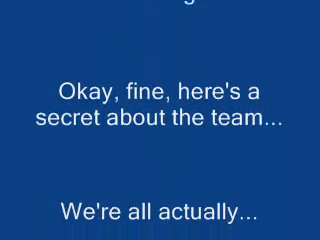 Okay, fine, here's a
secret about the team...
We're all actually...